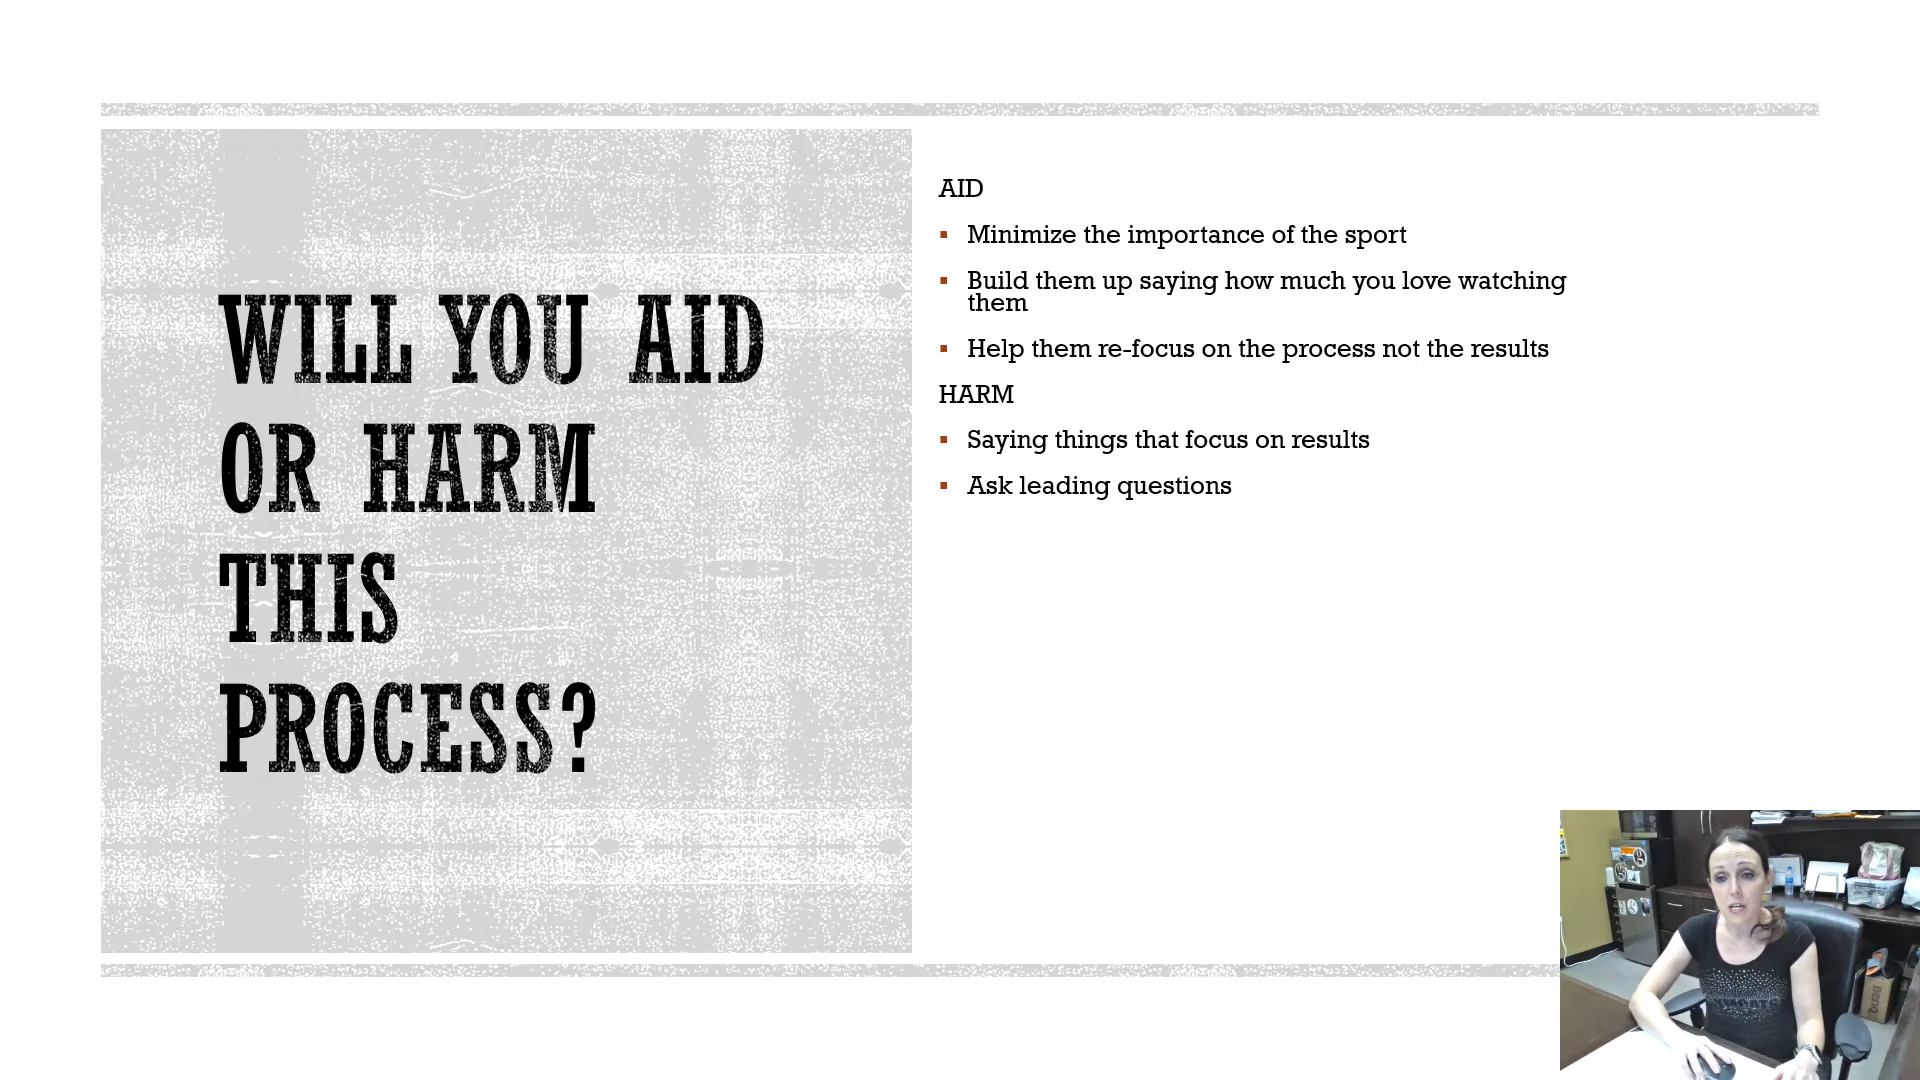 WILL YOU AID
OR HARM
THIS
PROCESS?
AID
▪ Minimize the importance of the sport
▪ Build them up saying how much you love watching
them
▪ Help them re-focus on the process not the results
HARM
▪ Saying things that focus on results
▪ Ask leading questions